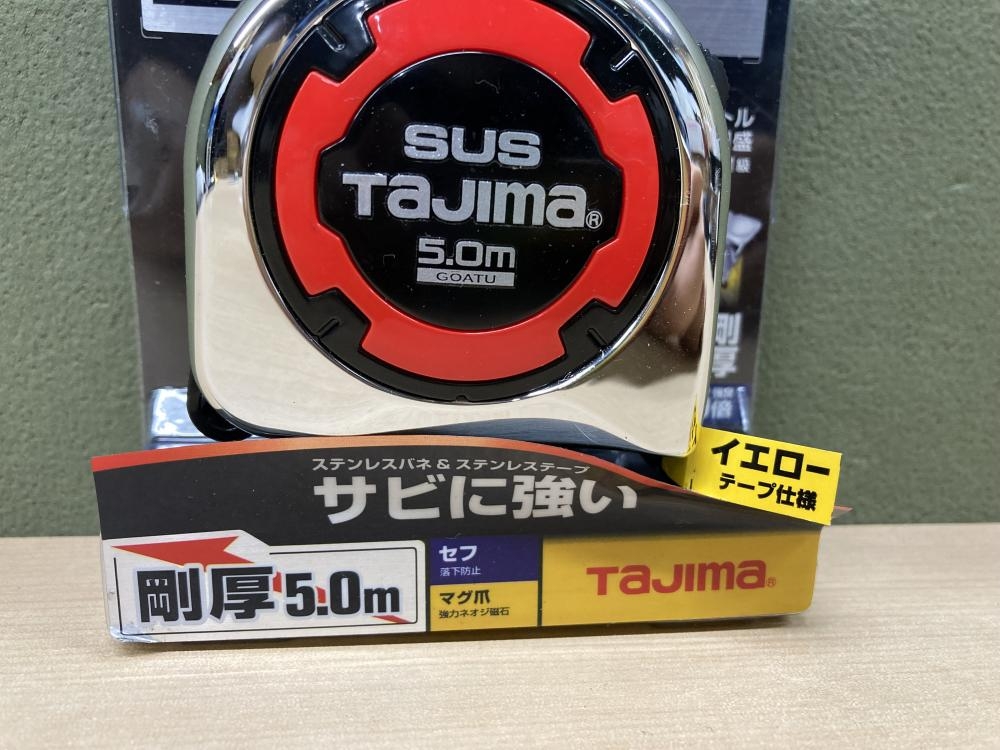 SUS
TAJIMA®
5.0m
GOATU
剛
厚
イエロー
テープ仕様
ステンレスバネ & ステンレステープ
サビに強い
剛厚 5.0m
セフ
落下防止
マグ爪
強力ネオジ磁石
TAJIMA®